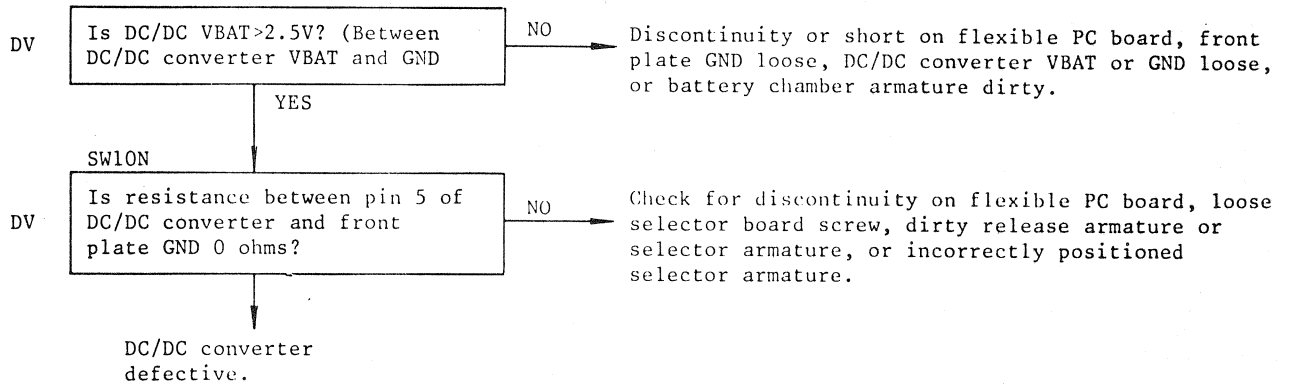 DV
Is DC/DC VBAT>2.5V? (Between
DC/DC converter VBAT and GND
NO
Discontinuity or short on flexible PC board, front
plate GND loose, DC/DC converter VBAT or GND loose,
or battery chamber armature dirty.
YES
SW1ON
DV
Is resistance between pin 5 of
DC/DC converter and front
plate GND 0 ohms?
NO
Check for discontinuity on flexible PC board, loose
selector board screw, dirty release armature or
selector armature, or incorrectly positioned
selector armature.
DC/DC converter
defective.